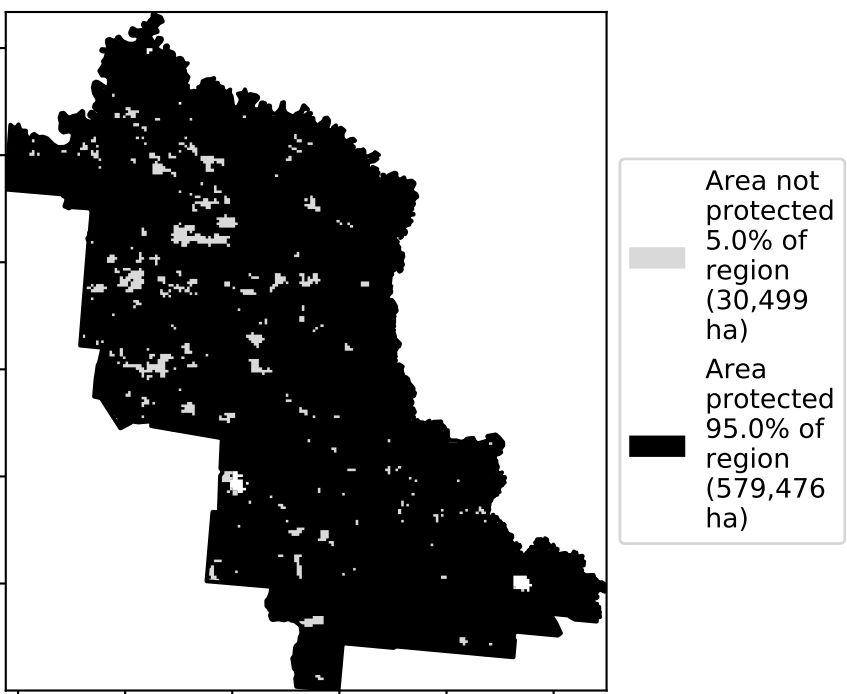 Area not
protected
5.0% of
region
(30,499
ha)
Area
protected
95.0% of
region
(579,476
ha)